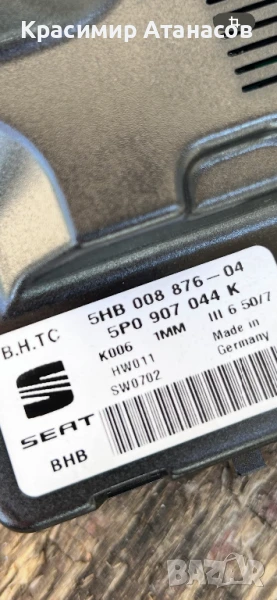 Красимир Атанасов
B.H.TC
5HB 008 876-04
5P0 907 044 K
K006 1MM III 6 50/7
HW011 Made in
SW0702 Germany
SEAT
BHB
bazar